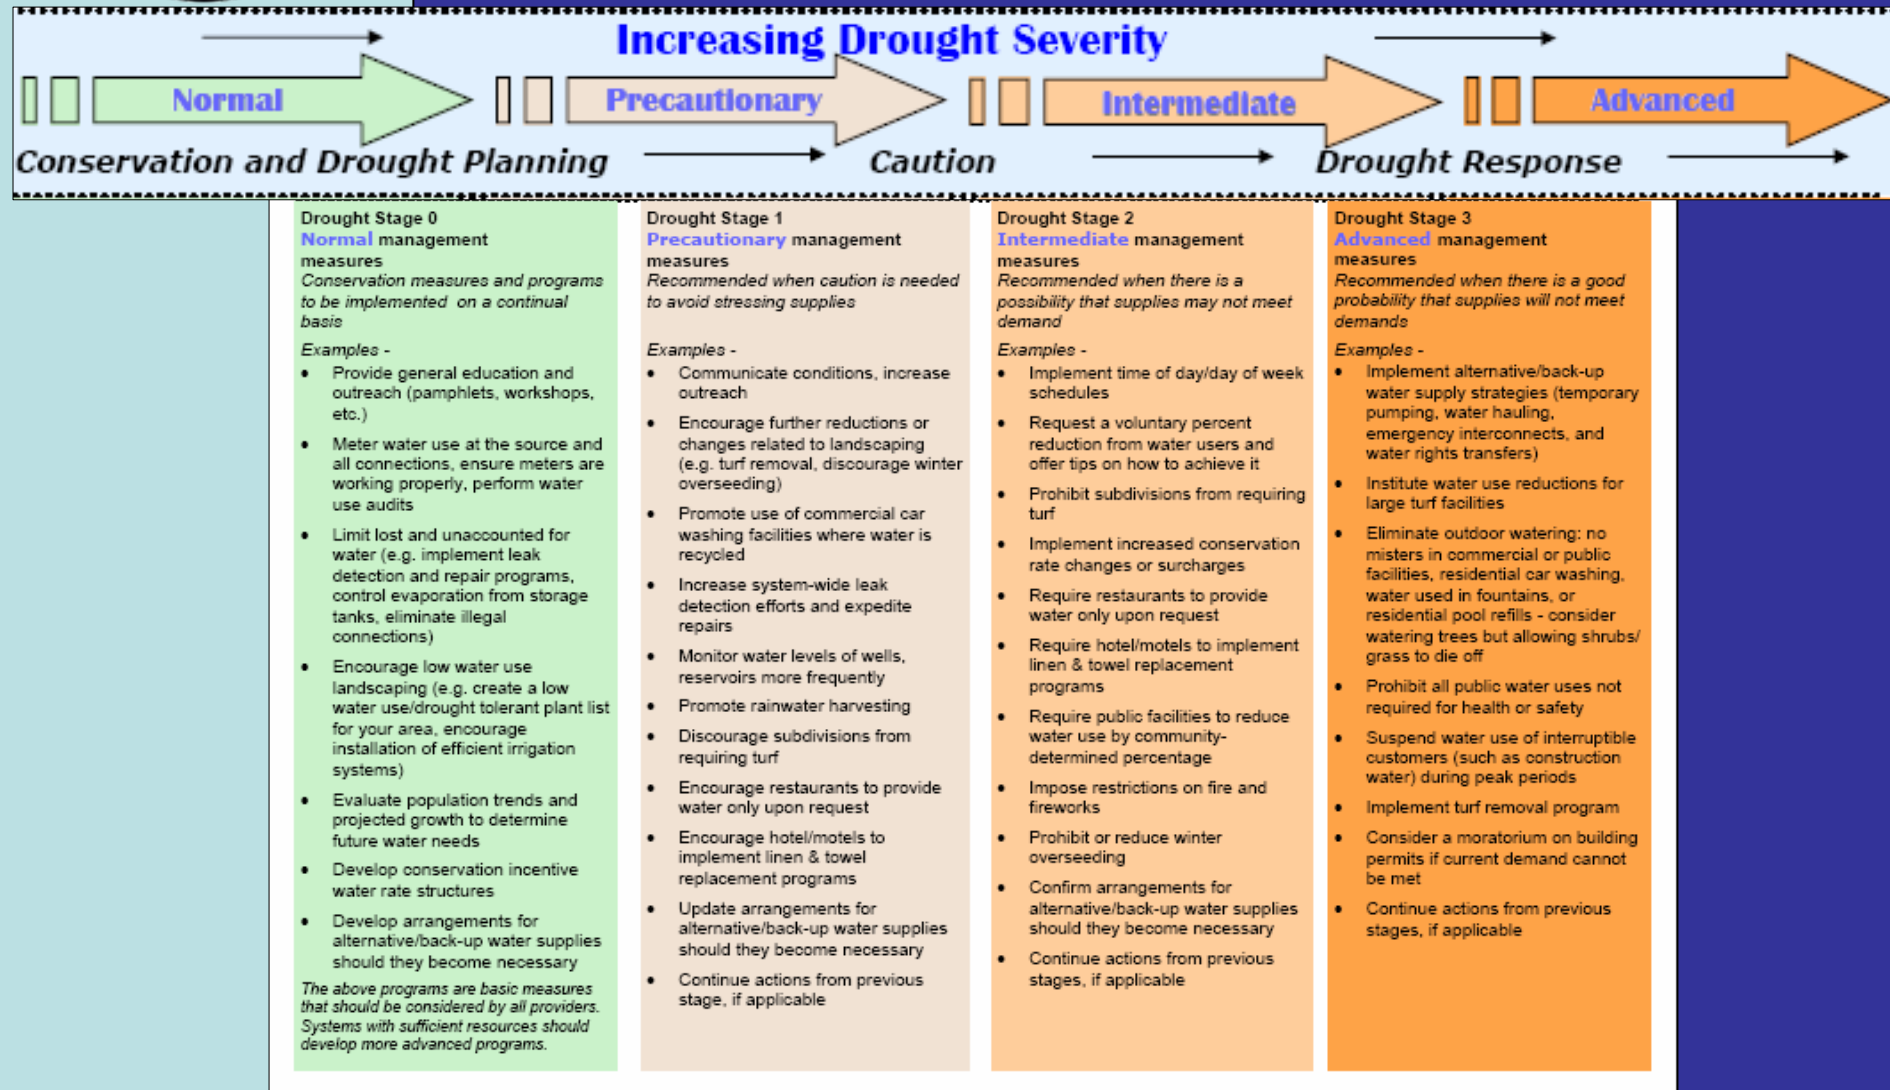 Increasing Drought Severity
Normal
Precautionary
Intermediate
Advanced
Conservation and Drought Planning
Caution
Drought Response
Drought Stage 0
Normal management
measures
Conservation measures and programs
to be implemented on a continual
basis
Examples -
• Provide general education and
outreach (pamphlets, workshops,
etc.)
• Meter water use at the source and
all connections, ensure meters are
working properly, perform water
use audits
• Limit lost and unaccounted for
water (e.g. implement leak
detection and repair programs,
control evaporation from storage
tanks, eliminate illegal
connections)
• Encourage low water use
landscaping (e.g. create a low
water use/drought tolerant plant list
for your area, encourage
installation of efficient irrigation
systems)
• Evaluate population trends and
projected growth to determine
future water needs
• Develop conservation incentive
water rate structures
• Develop arrangements for
alternative/back-up water supplies
should they become necessary
The above programs are basic measures
that should be considered by all providers.
Systems with sufficient resources should
develop more advanced programs.
Drought Stage 1
Precautionary management
measures
Recommended when caution is needed
to avoid stressing supplies
Examples -
• Communicate conditions, increase
outreach
• Encourage further reductions or
changes related to landscaping
(e.g. turf removal, discourage winter
overseeding)
• Promote use of commercial car
washing facilities where water is
recycled
• Increase system-wide leak
detection efforts and expedite
repairs
• Monitor water levels of wells,
reservoirs more frequently
• Promote rainwater harvesting
• Discourage subdivisions from
requiring turf
• Encourage restaurants to provide
water only upon request
• Encourage hotel/motels to
implement linen & towel
replacement programs
• Update arrangements for
alternative/back-up water supplies
should they become necessary
• Continue actions from previous
stage, if applicable
Drought Stage 2
Intermediate management
measures
Recommended when there is a
possibility that supplies may not meet
demand
Examples -
• Implement time of day/day of week
schedules
• Request a voluntary percent
reduction from water users and
offer tips on how to achieve it
• Prohibit subdivisions from requiring
turf
• Implement increased conservation
rate changes or surcharges
• Require restaurants to provide
water only upon request
• Require hotel/motels to implement
linen & towel replacement
programs
• Require public facilities to reduce
water use by community-
determined percentage
• Impose restrictions on fire and
fireworks
• Prohibit or reduce winter
overseeding
• Confirm arrangements for
alternative/back-up water supplies
should they become necessary
• Continue actions from previous
stages, if applicable
Drought Stage 3
Advanced management
measures
Recommended when there is a good
probability that supplies will not meet
demands
Examples -
• Implement alternative/back-up
water supply strategies (temporary
pumping, water hauling,
emergency interconnects, and
water rights transfers)
• Institute water use reductions for
large turf facilities
• Eliminate outdoor watering: no
misters in commercial or public
facilities, residential car washing,
water used in fountains, or
residential pool refills - consider
watering trees but allowing shrubs/
grass to die off
• Prohibit all public water uses not
required for health or safety
• Suspend water use of interruptible
customers (such as construction
water) during peak periods
• Implement turf removal program
• Consider a moratorium on building
permits if current demand cannot
be met
• Continue actions from previous
stages, if applicable